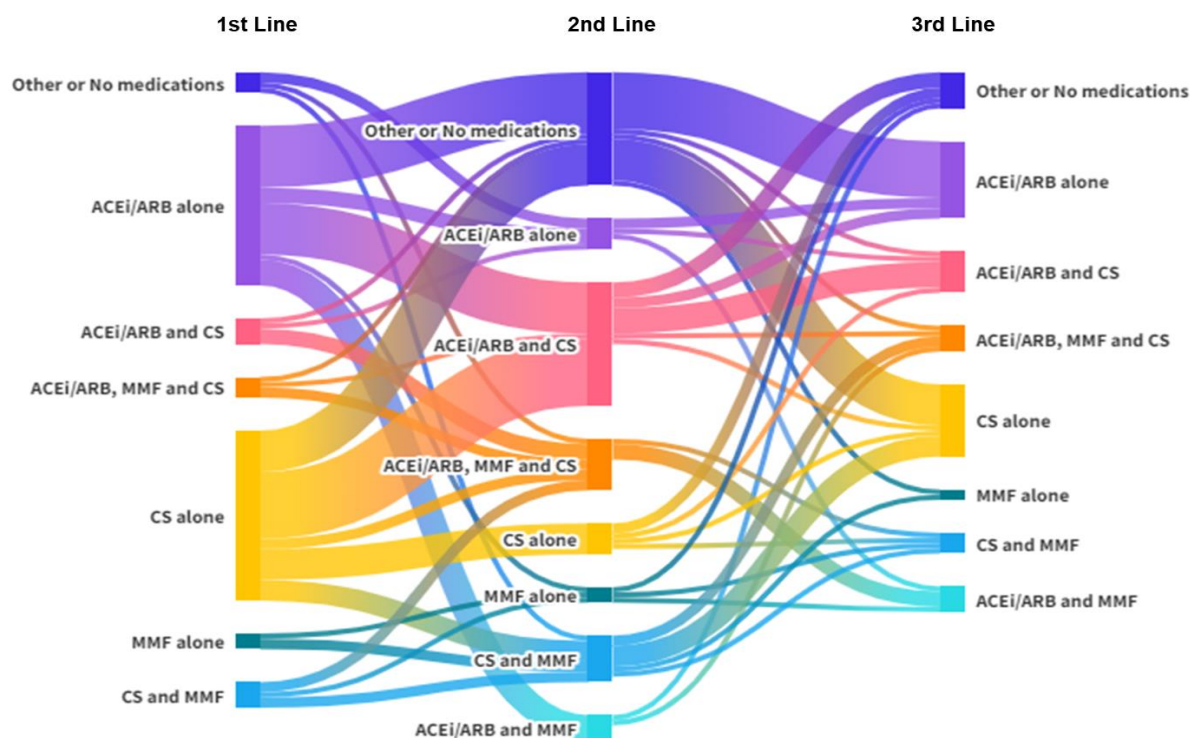 1st Line
2nd Line
3rd Line
Other or No medications
ACEi/ARB alone
ACEi/ARB and CS
ACEi/ARB, MMF and CS
CS alone
MMF alone
CS and MMF
Other or No medications
ACEi/ARB alone
ACEi/ARB and CS
ACEi/ARB, MMF and CS
CS alone
MMF alone
CS and MMF
ACEi/ARB and MMF
Other or No medications
ACEi/ARB alone
ACEi/ARB and CS
ACEi/ARB, MMF and CS
CS alone
MMF alone
CS and MMF
ACEi/ARB and MMF